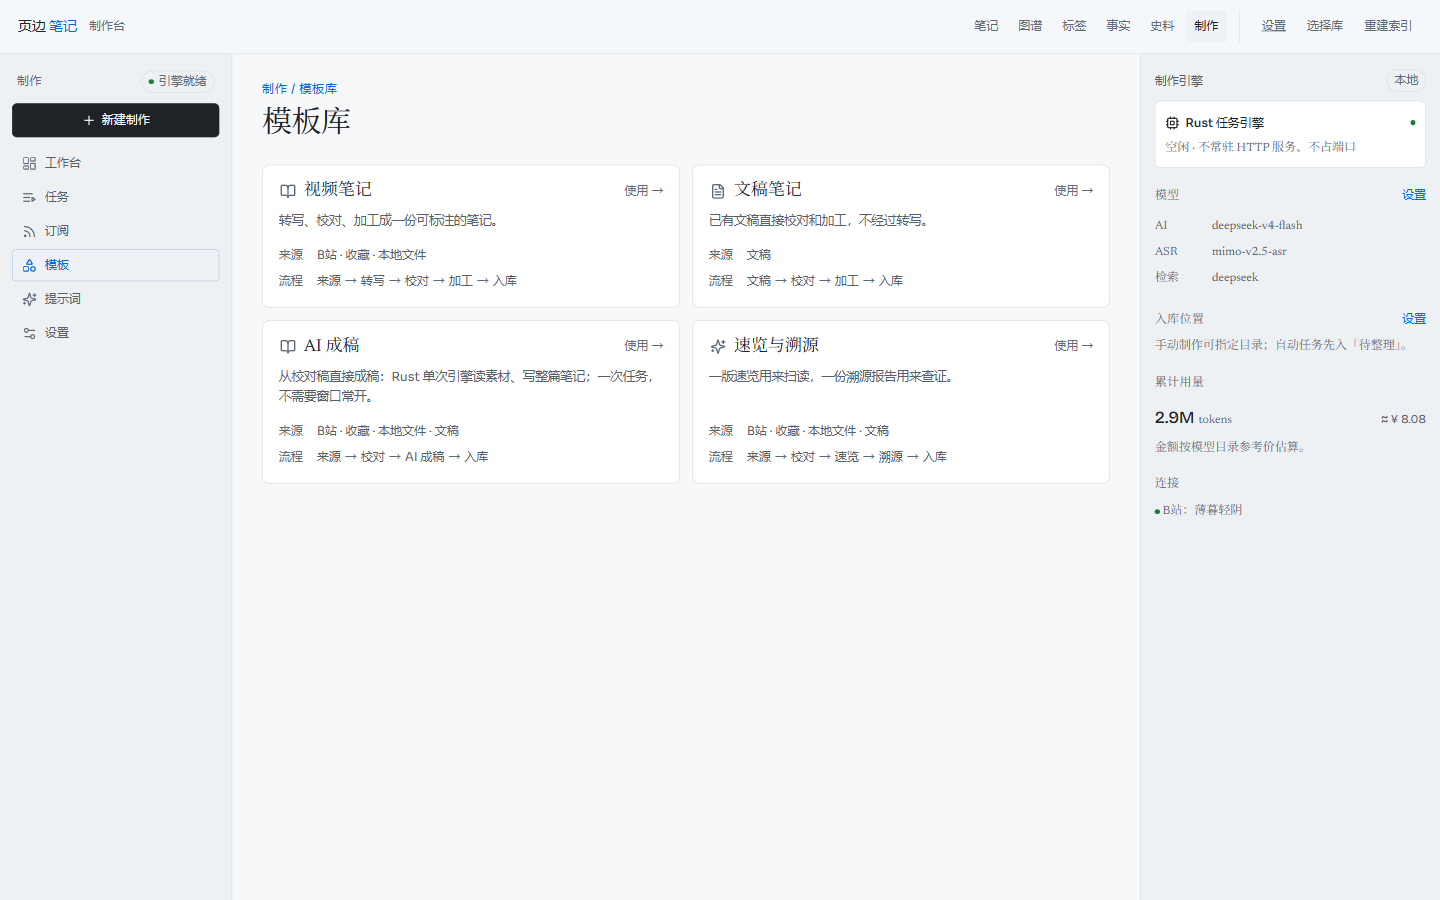 页边 笔记 制作台
笔记 图谱 标签 事实 史料 制作 设置 选择库 重建索引
制作 引擎就绪
+ 新建制作
工作台
任务
订阅
模板
提示词
设置
制作 / 模板库
模板库
视频笔记 使用 →
转写、校对、加工成一份可标注的笔记。
来源 B站 · 收藏 · 本地文件
流程 来源 → 转写 → 校对 → 加工 → 入库
文稿笔记 使用 →
已有文稿直接校对和加工，不经过转写。
来源 文稿
流程 文稿 → 校对 → 加工 → 入库
AI 成稿 使用 →
从校对稿直接成稿：Rust 单次引擎读素材、写整篇笔记；一次任务，
不需要窗口常开。
来源 B站 · 收藏 · 本地文件 · 文稿
流程 来源 → 校对 → AI 成稿 → 入库
速览与溯源 使用 →
一版速览用来扫读，一份溯源报告用来查证。
来源 B站 · 收藏 · 本地文件 · 文稿
流程 来源 → 校对 → 速览 → 溯源 → 入库
制作引擎 本地
Rust 任务引擎
空闲 · 不常驻 HTTP 服务、不占端口
模型 设置
AI deepseek-v4-flash
ASR mimo-v2.5-asr
检索 deepseek
入库位置 设置
手动制作可指定目录；自动任务先入「待整理」。
累计用量
2.9M tokens ≈ ¥ 8.08
金额按模型目录参考价估算。
连接
B站：薄暮轻阴